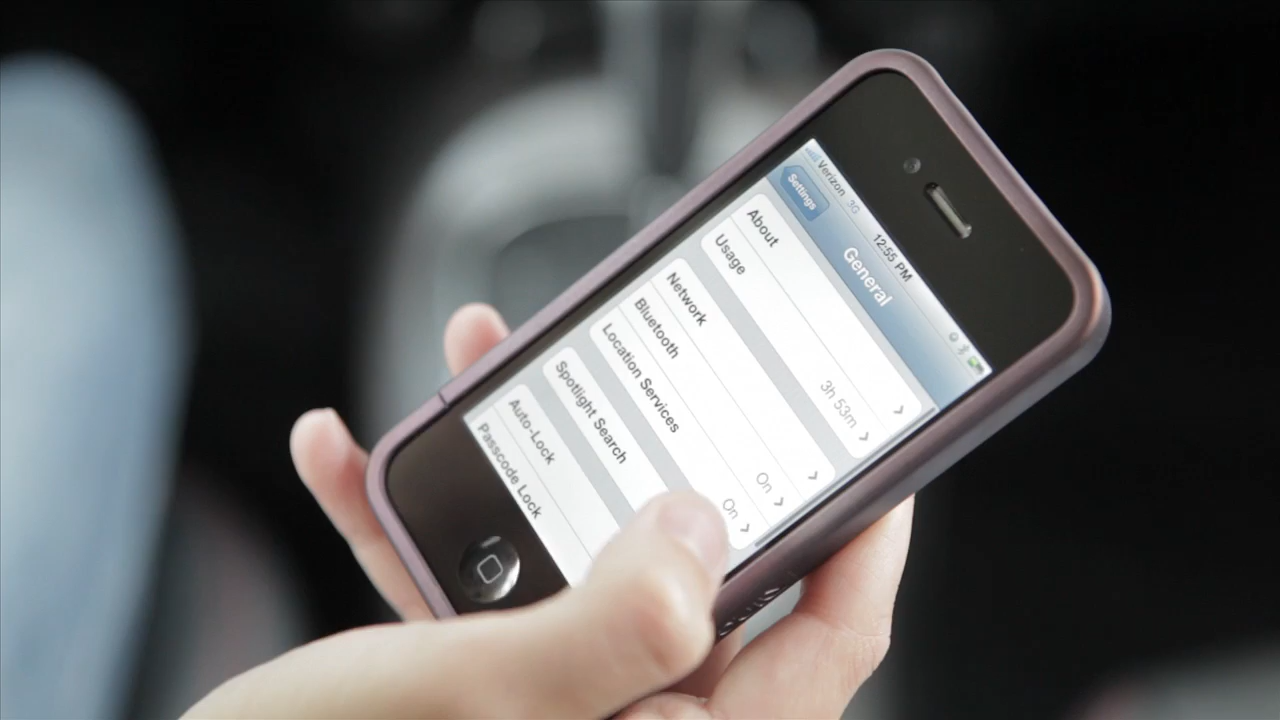 Verizon 3G 12:55 PM
Settings General
About
Usage 3h 53m
Network
Bluetooth On
Location Services On
Spotlight Search
Auto-Lock
Passcode Lock